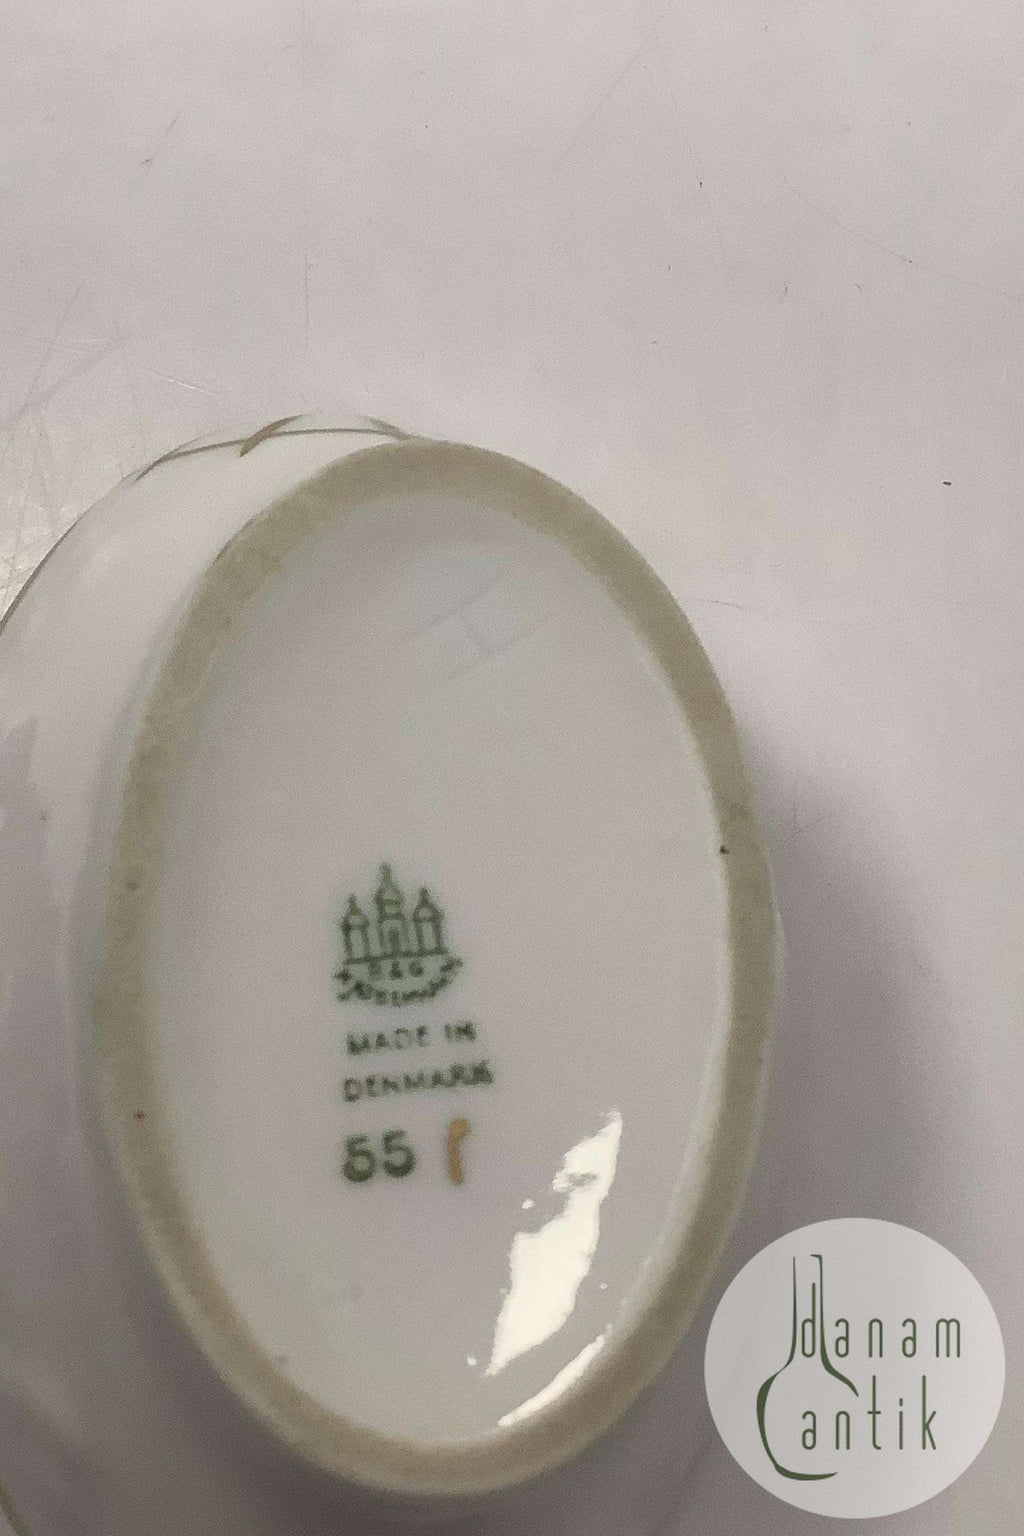 B & G
MADE IN
DENMARK
55
danam
antik